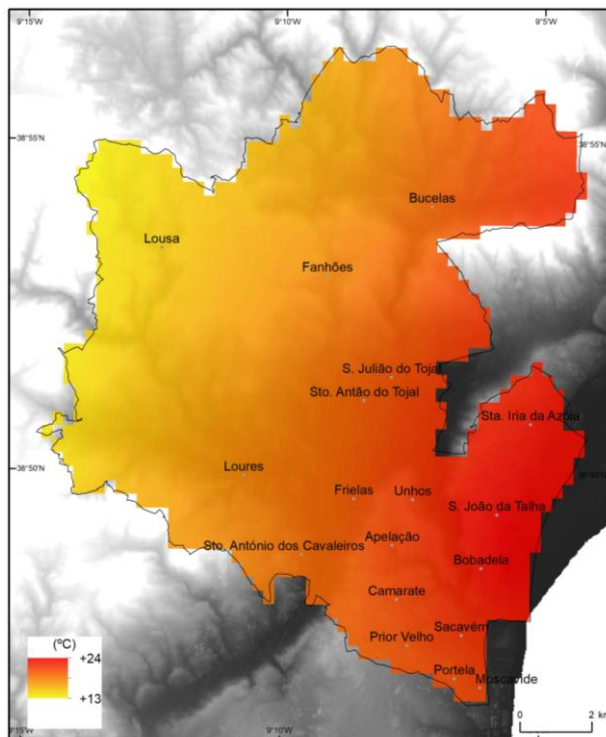 9°15'W
9°10'W
9°5'W
38°55'N
38°55'N
Bucelas
Lousa
Fanhões
S. Julião do Tojal
Sto. Antão do Tojal
Sta. Iria da Azóia
38°50'N
38°50'N
Loures
Frielas
Unhos
S. João da Talha
Apelação
Sto. António dos Cavaleiros
Bobadela
Camarate
Sacavém
Prior Velho
(ºC)
+24
+13
Portela
Moscavide
0
2 km
9°15'W
9°10'W
9°5'W